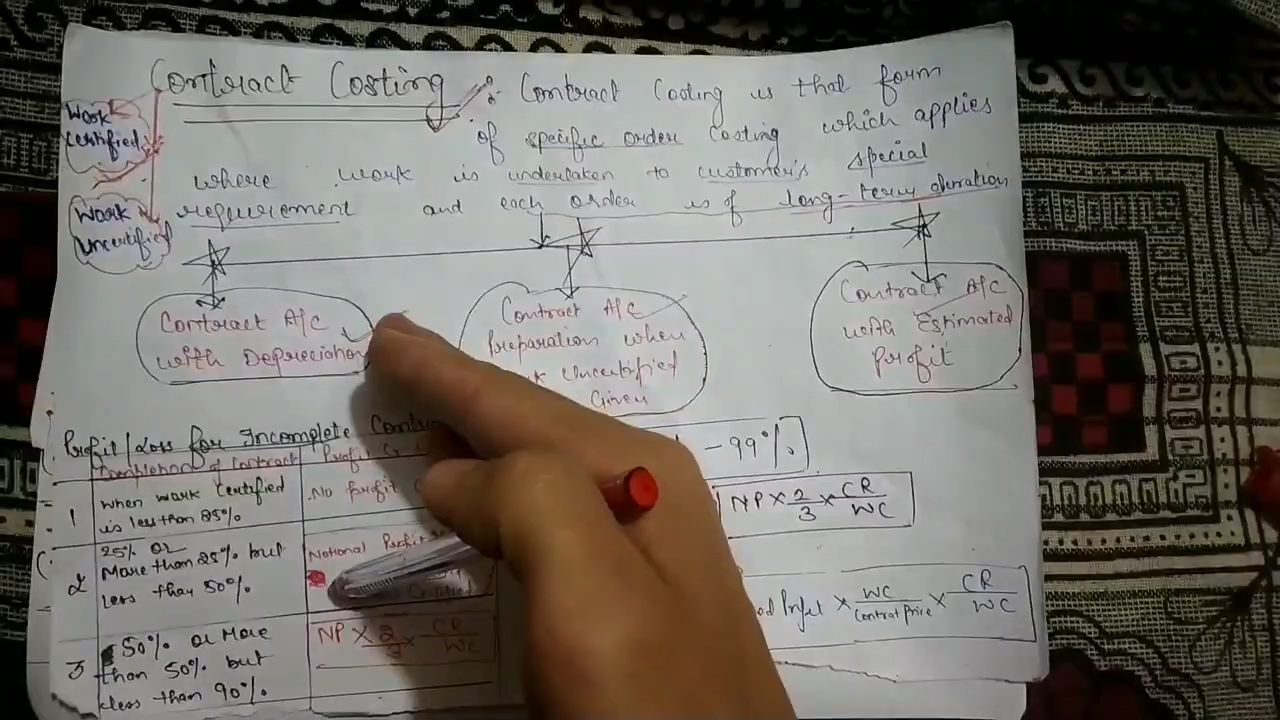 Contract Costing : Contract Costing is that form
of specific order Costing which applies
where work is undertaken to customer's special
requirement and each order is of long-term duration
Work
Certified
Work
Uncertified
Contract A/C
with Depreciation
Contract A/C
Preparation when
Uncertified
Given
Contract A/C
with Estimated
Profit
Profit/Loss for Incomplete
Completion of Contract
Profit
1 When work Certified
is less than 25%
No Profit
2 25% or
More than 25% but
Less than 50%
Notional Profit
3 50% or More
than 50% but
less than 90%
NP × 2/3 × CR/WC
- 99%
NP × 2/3 × CR/WC
× WC/Contract Price × CR/WC